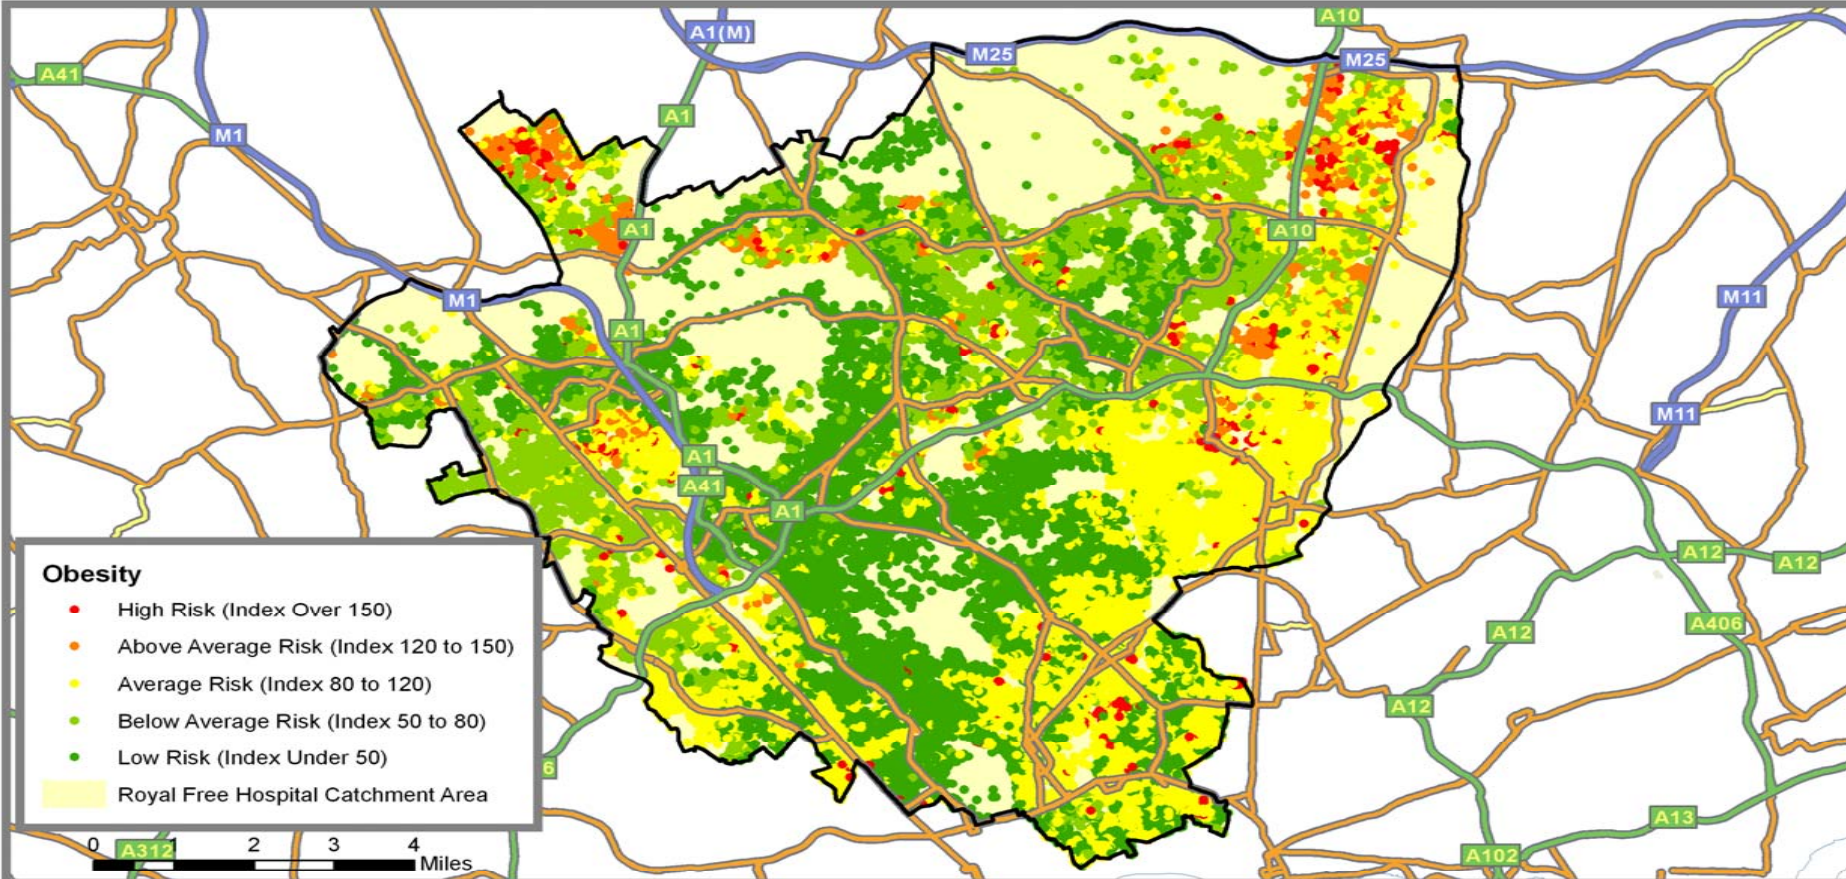 A10
A1(M)
M25
M25
A41
A1
M1
A1
A10
M11
M1
A1
M11
A1
A41
A1
A12
A12
Obesity
High Risk (Index Over 150)
A406
A12
Above Average Risk (Index 120 to 150)
Average Risk (Index 80 to 120)
A12
Below Average Risk (Index 50 to 80)
Low Risk (Index Under 50)
6
Royal Free Hospital Catchment Area
A13
0 1 2 3 4
A312
Miles
A102